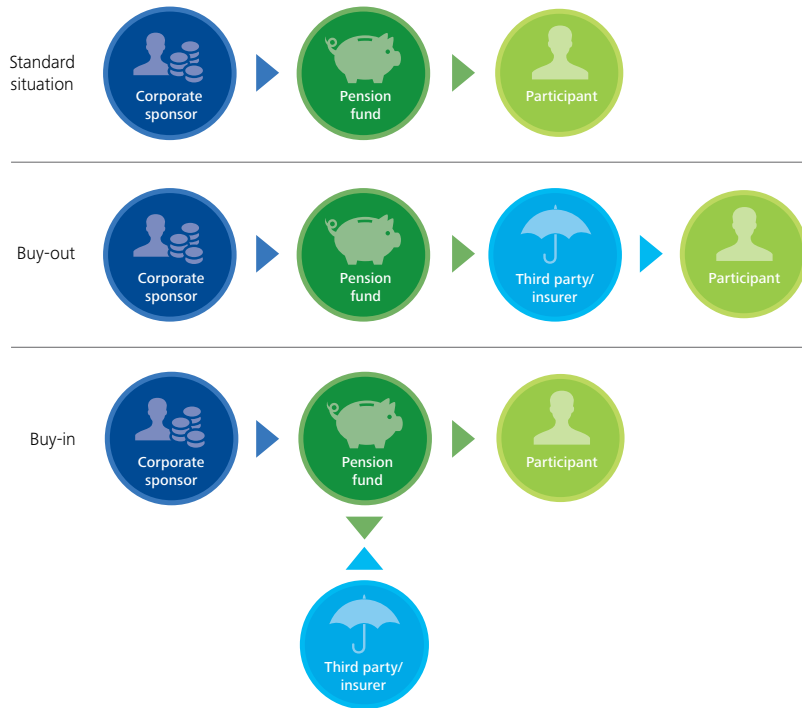 Standard
situation
Corporate
sponsor
Pension
fund
Participant
Buy-out
Corporate
sponsor
Pension
fund
Third party/
insurer
Participant
Buy-in
Corporate
sponsor
Pension
fund
Participant
Third party/
insurer